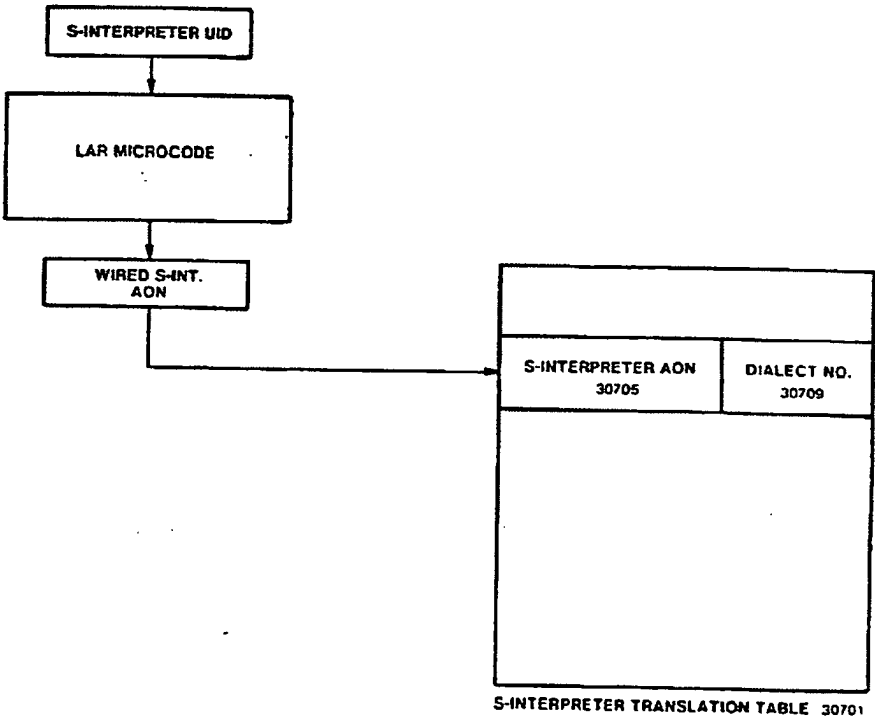 S-INTERPRETER UID
LAR MICROCODE
WIRED S-INT.
AON
S-INTERPRETER AON
30705
DIALECT NO.
30709
S-INTERPRETER TRANSLATION TABLE 30701